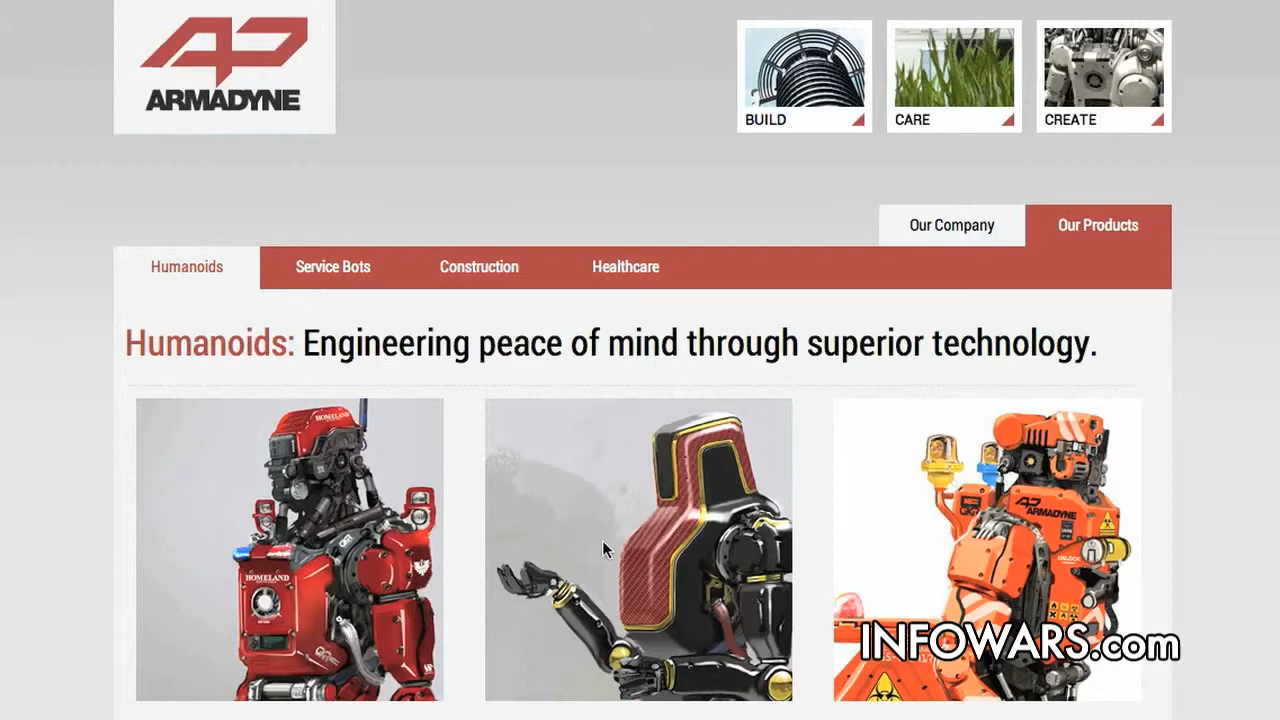 ARMADYNE
BUILD
CARE
CREATE
Our Company
Our Products
Humanoids
Service Bots
Construction
Healthcare
Humanoids: Engineering peace of mind through superior technology.
HOMELAND
HOMELAND
ARMADYNE
INFOWARS.com